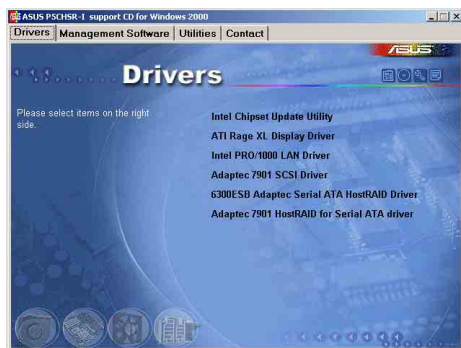 ASUS PSCHSR-I support CD for Windows 2000
Drivers Management Software Utilities Contact
ASUS
Drivers
Please select items on the right
side.
Intel Chipset Update Utility
ATI Rage XL Display Driver
Intel PRO/1000 LAN Driver
Adaptec 7901 SCSI Driver
6300ESB Adaptec Serial ATA HostRAID Driver
Adaptec 7901 HostRAID for Serial ATA driver